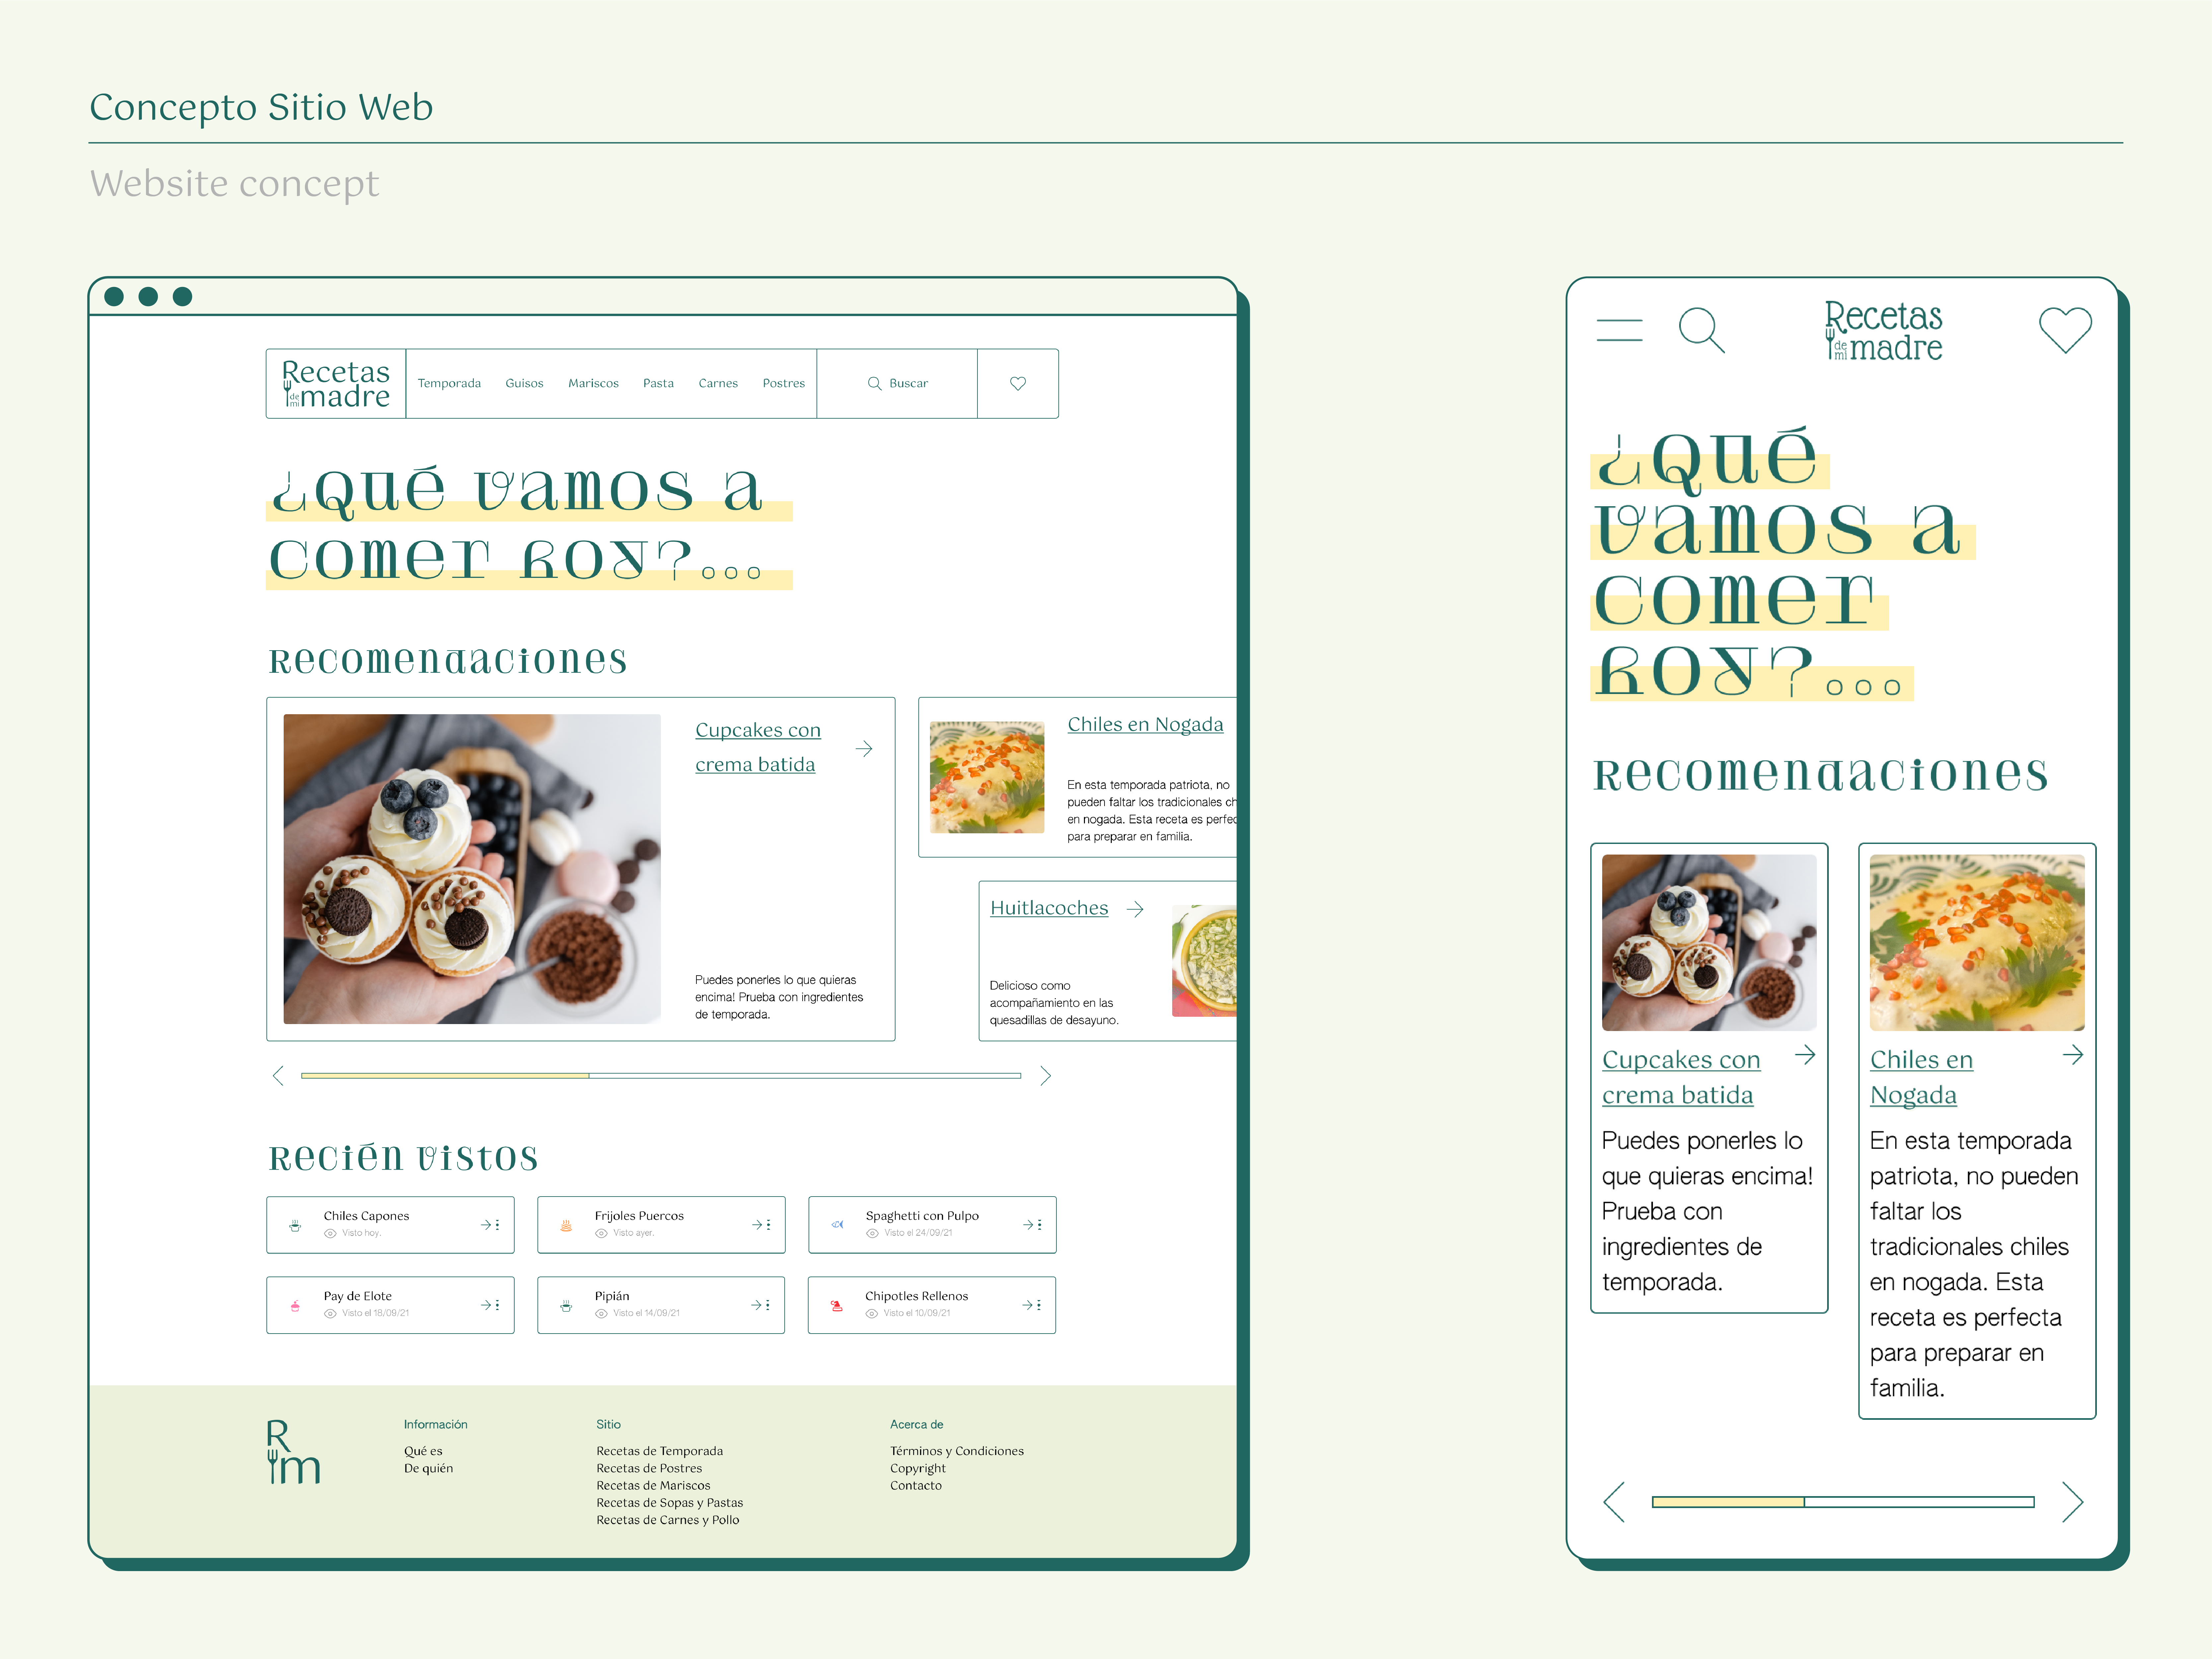 Concepto Sitio Web
Website concept
Recetas
de mi madre
Temporada Guisos Mariscos Pasta Carnes Postres Buscar
¿Qué vamos a
comer hoy?...
Recomendaciones
Cupcakes con
crema batida
Puedes ponerles lo que quieras
encima! Prueba con ingredientes
de temporada.
Chiles en Nogada
En esta temporada patriota, no
pueden faltar los tradicionales ch
en nogada. Esta receta es perfec
para preparar en familia.
Huitlacoches
Delicioso como
acompañamiento en las
quesadillas de desayuno.
Recién vistos
Chiles Capones
Visto hoy.
Frijoles Puercos
Visto ayer.
Spaghetti con Pulpo
Visto el 24/09/21
Pay de Elote
Visto el 18/09/21
Pipián
Visto el 14/09/21
Chipotles Rellenos
Visto el 10/09/21
R
m
Información
Qué es
De quién
Sitio
Recetas de Temporada
Recetas de Postres
Recetas de Mariscos
Recetas de Sopas y Pastas
Recetas de Carnes y Pollo
Acerca de
Términos y Condiciones
Copyright
Contacto
Recetas
de mi madre
¿Qué
vamos a
comer
hoy?...
Recomendaciones
Cupcakes con
crema batida
Puedes ponerles lo
que quieras encima!
Prueba con
ingredientes de
temporada.
Chiles en
Nogada
En esta temporada
patriota, no pueden
faltar los
tradicionales chiles
en nogada. Esta
receta es perfecta
para preparar en
familia.